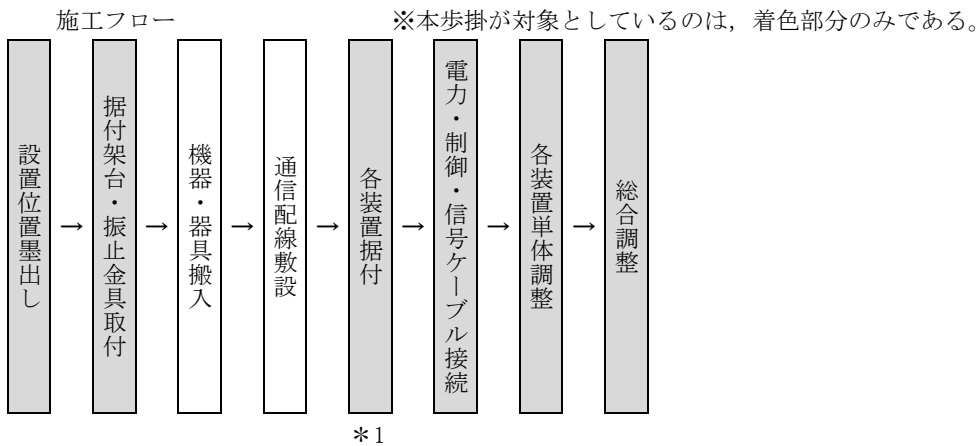 施工フロー
※本歩掛が対象としているのは，着色部分のみである。
設置位置墨出し
→
据付架台・振止金具取付
→
機器・器具搬入
→
通信配線敷設
→
各装置据付
→
電力・制御・信号ケーブル接続
→
各装置単体調整
→
総合調整
＊1